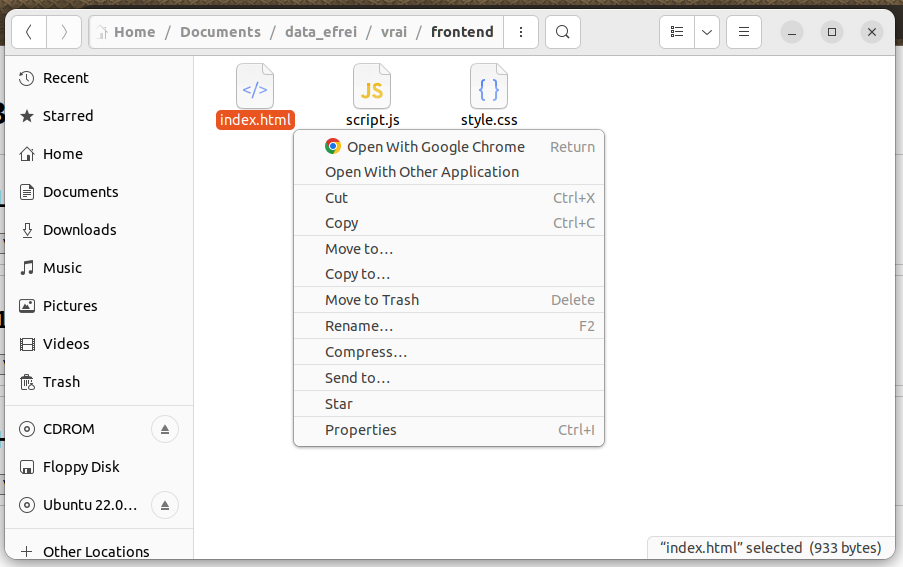 Home / Documents / data_efrei / vrai / frontend
Recent
Starred
Home
Documents
Downloads
Music
Pictures
Videos
Trash
CDROM
Floppy Disk
Ubuntu 22.0…
Other Locations
</>
index.html
JS
script.js
{ }
style.css
Open With Google Chrome Return
Open With Other Application
Cut Ctrl+X
Copy Ctrl+C
Move to…
Copy to…
Move to Trash Delete
Rename… F2
Compress…
Send to…
Star
Properties Ctrl+I
“index.html” selected (933 bytes)